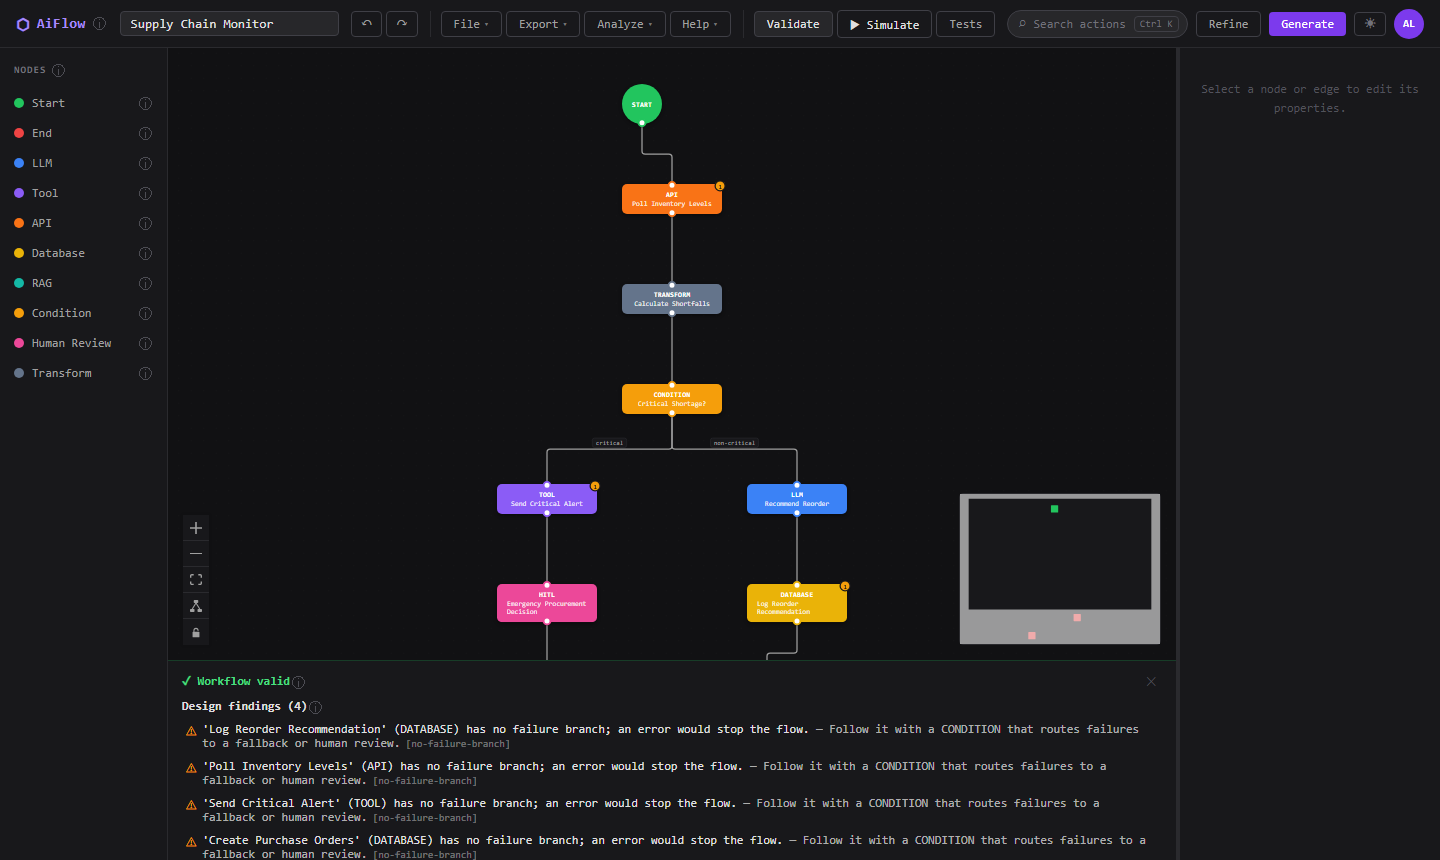 AiFlow
Supply Chain Monitor
File
Export
Analyze
Help
Validate
▶ Simulate
Tests
Search actions
Ctrl K
Refine
Generate
AL
NODES
Start
End
LLM
Tool
API
Database
RAG
Condition
Human Review
Transform
START
API
Poll Inventory Levels
TRANSFORM
Calculate Shortfalls
CONDITION
Critical Shortage?
critical
non-critical
TOOL
Send Critical Alert
LLM
Recommend Reorder
HITL
Emergency Procurement
Decision
DATABASE
Log Reorder
Recommendation
Select a node or edge to edit its
properties.
✓ Workflow valid
Design findings (4)
'Log Reorder Recommendation' (DATABASE) has no failure branch; an error would stop the flow. — Follow it with a CONDITION that routes failures
to a fallback or human review. [no-failure-branch]
'Poll Inventory Levels' (API) has no failure branch; an error would stop the flow. — Follow it with a CONDITION that routes failures to a
fallback or human review. [no-failure-branch]
'Send Critical Alert' (TOOL) has no failure branch; an error would stop the flow. — Follow it with a CONDITION that routes failures to a
fallback or human review. [no-failure-branch]
'Create Purchase Orders' (DATABASE) has no failure branch; an error would stop the flow. — Follow it with a CONDITION that routes failures to a
fallback or human review. [no-failure-branch]